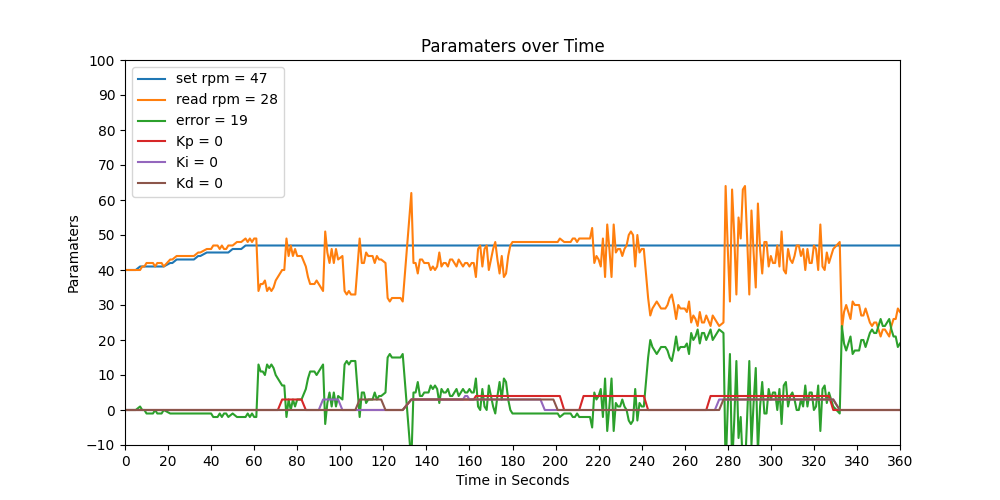 Paramaters over Time
100
90
80
70
60
50
40
30
20
10
0
−10
Paramaters
set rpm = 47
read rpm = 28
error = 19
Kp = 0
Ki = 0
Kd = 0
0 20 40 60 80 100 120 140 160 180 200 220 240 260 280 300 320 340 360
Time in Seconds